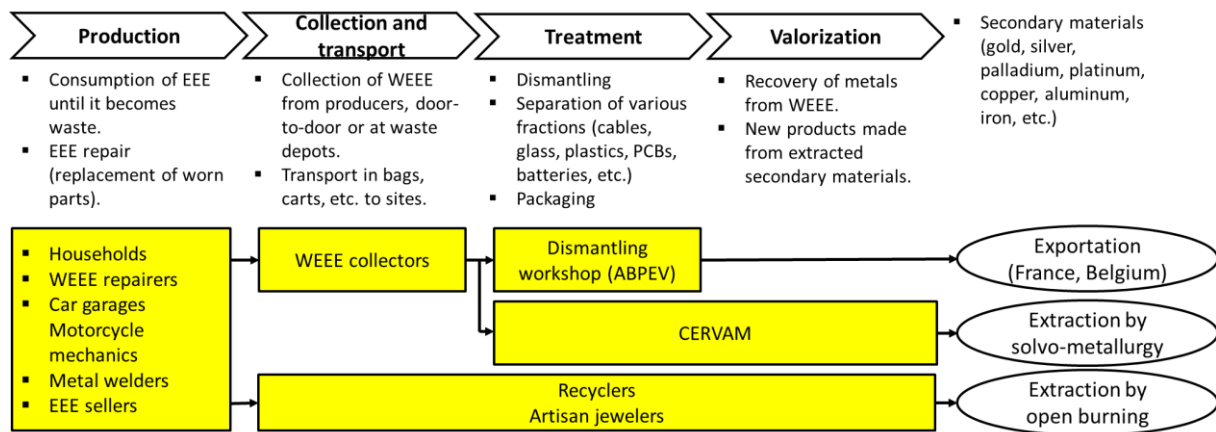 Production
Collection and
transport
Treatment
Valorization
▪ Consumption of EEE
until it becomes
waste.
▪ EEE repair
(replacement of worn
parts).
▪ Collection of WEEE
from producers, door-
to-door or at waste
depots.
▪ Transport in bags,
carts, etc. to sites.
▪ Dismantling
▪ Separation of various
fractions (cables,
glass, plastics, PCBs,
batteries, etc.)
▪ Packaging
▪ Recovery of metals
from WEEE.
▪ New products made
from extracted
secondary materials.
▪ Secondary materials
(gold, silver,
palladium, platinum,
copper, aluminum,
iron, etc.)
▪ Households
▪ WEEE repairers
▪ Car garages
Motorcycle
mechanics
▪ Metal welders
▪ EEE sellers
WEEE collectors
Dismantling
workshop (ABPEV)
Exportation
(France, Belgium)
CERVAM
Extraction by
solvo-metallurgy
Recyclers
Artisan jewelers
Extraction by
open burning